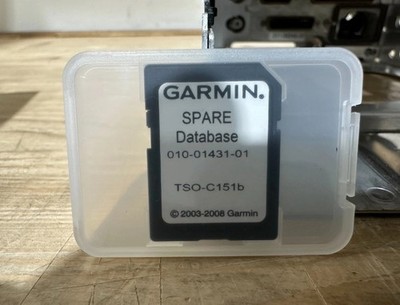 GARMIN.
SPARE
Database
010-01431-01
TSO-C151b
© 2003-2008 Garmin